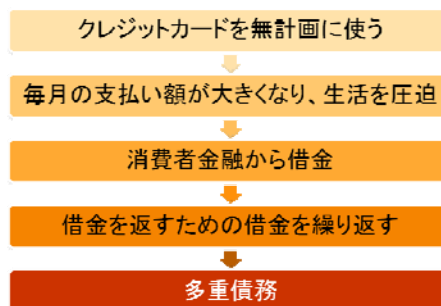 クレジットカードを無計画に使う
毎月の支払い額が大きくなり、生活を圧迫
消費者金融から借金
借金を返すための借金を繰り返す
多重債務